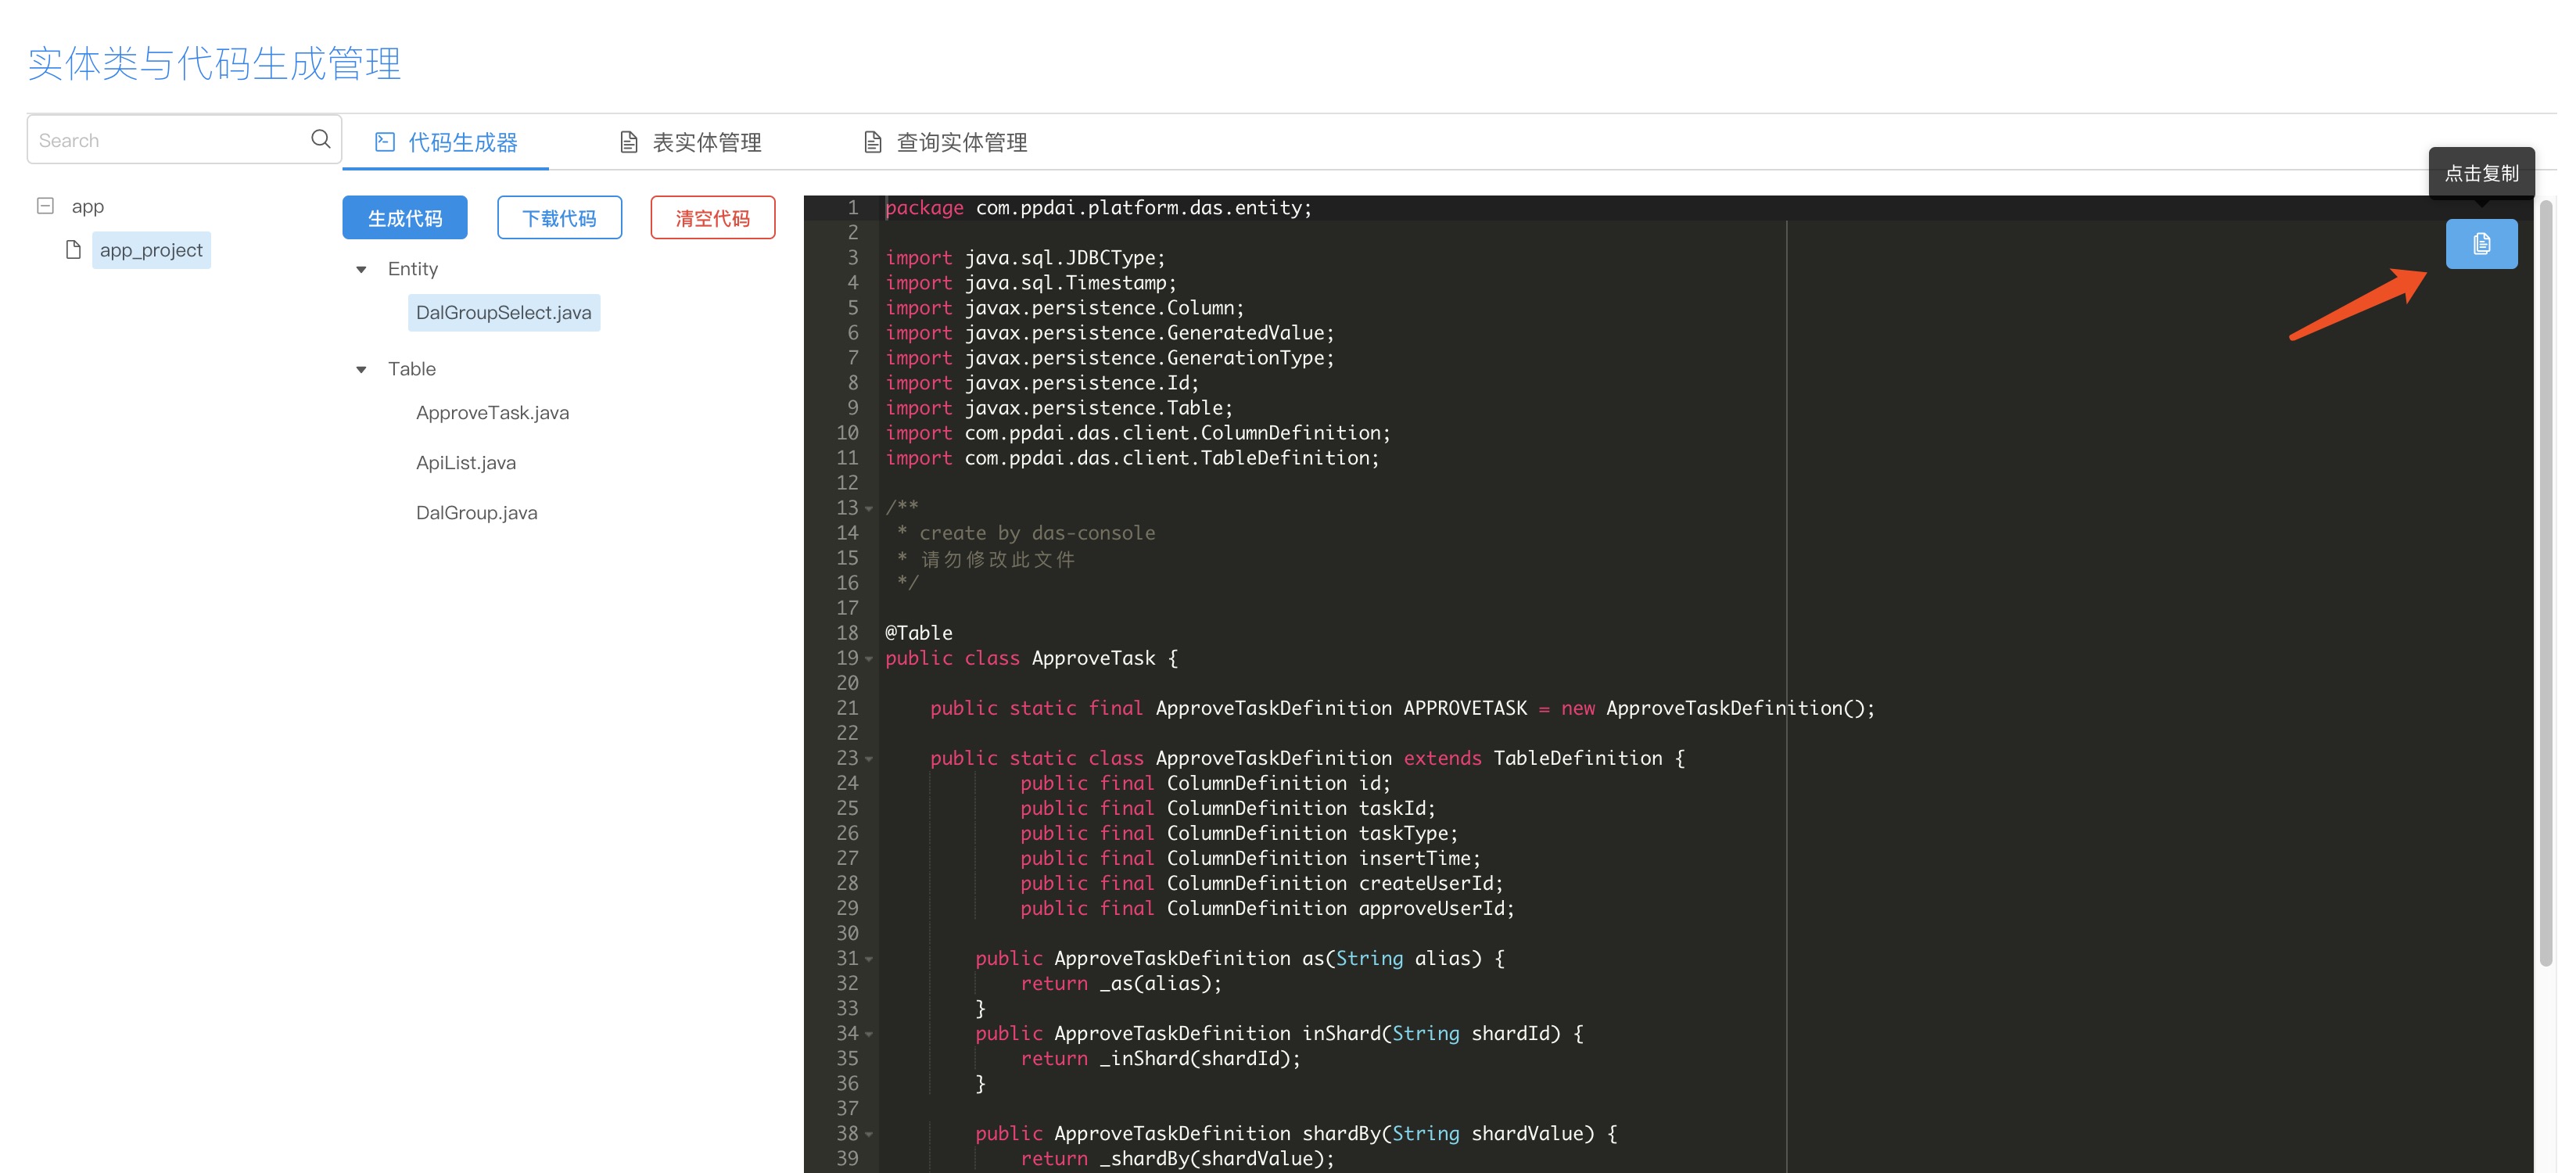 实体类与代码生成管理
Search
代码生成器
表实体管理
查询实体管理
点击复制
app
app_project
生成代码
下载代码
清空代码
Entity
DalGroupSelect.java
Table
ApproveTask.java
ApiList.java
DalGroup.java
1 package com.ppdai.platform.das.entity;
2
3 import java.sql.JDBCType;
4 import java.sql.Timestamp;
5 import javax.persistence.Column;
6 import javax.persistence.GeneratedValue;
7 import javax.persistence.GenerationType;
8 import javax.persistence.Id;
9 import javax.persistence.Table;
10 import com.ppdai.das.client.ColumnDefinition;
11 import com.ppdai.das.client.TableDefinition;
12
13 /**
14  * create by das-console
15  * 请勿修改此文件
16  */
17
18 @Table
19 public class ApproveTask {
20
21     public static final ApproveTaskDefinition APPROVETASK = new ApproveTaskDefinition();
22
23     public static class ApproveTaskDefinition extends TableDefinition {
24             public final ColumnDefinition id;
25             public final ColumnDefinition taskId;
26             public final ColumnDefinition taskType;
27             public final ColumnDefinition insertTime;
28             public final ColumnDefinition createUserId;
29             public final ColumnDefinition approveUserId;
30
31         public ApproveTaskDefinition as(String alias) {
32             return _as(alias);
33         }
34         public ApproveTaskDefinition inShard(String shardId) {
35             return _inShard(shardId);
36         }
37
38         public ApproveTaskDefinition shardBy(String shardValue) {
39             return _shardBy(shardValue);